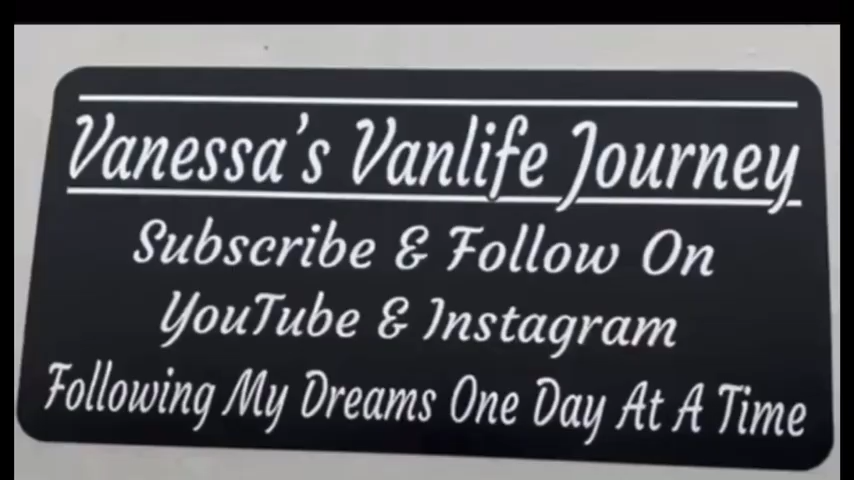 Vanessa's Vanlife Journey
Subscribe & Follow On
YouTube & Instagram
Following My Dreams One Day At A Time